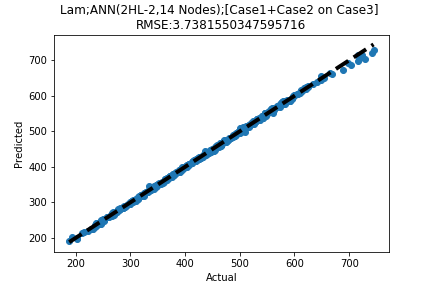 Lam;ANN(2HL-2,14 Nodes);[Case1+Case2 on Case3]
RMSE:3.7381550347595716
700
600
500
400
300
200
Predicted
200 300 400 500 600 700
Actual